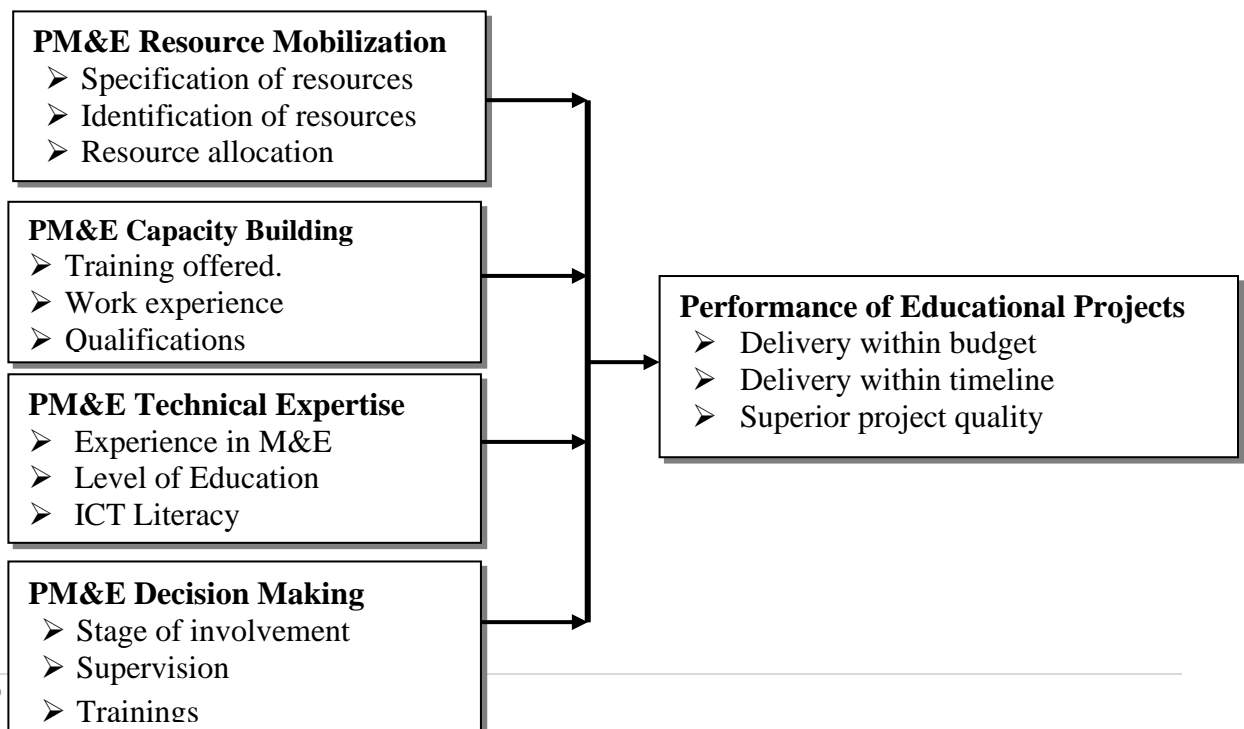 PM&E Resource Mobilization
➢ Specification of resources
➢ Identification of resources
➢ Resource allocation
PM&E Capacity Building
➢ Training offered.
➢ Work experience
➢ Qualifications
PM&E Technical Expertise
➢ Experience in M&E
➢ Level of Education
➢ ICT Literacy
PM&E Decision Making
➢ Stage of involvement
➢ Supervision
➢ Trainings
Performance of Educational Projects
➢ Delivery within budget
➢ Delivery within timeline
➢ Superior project quality